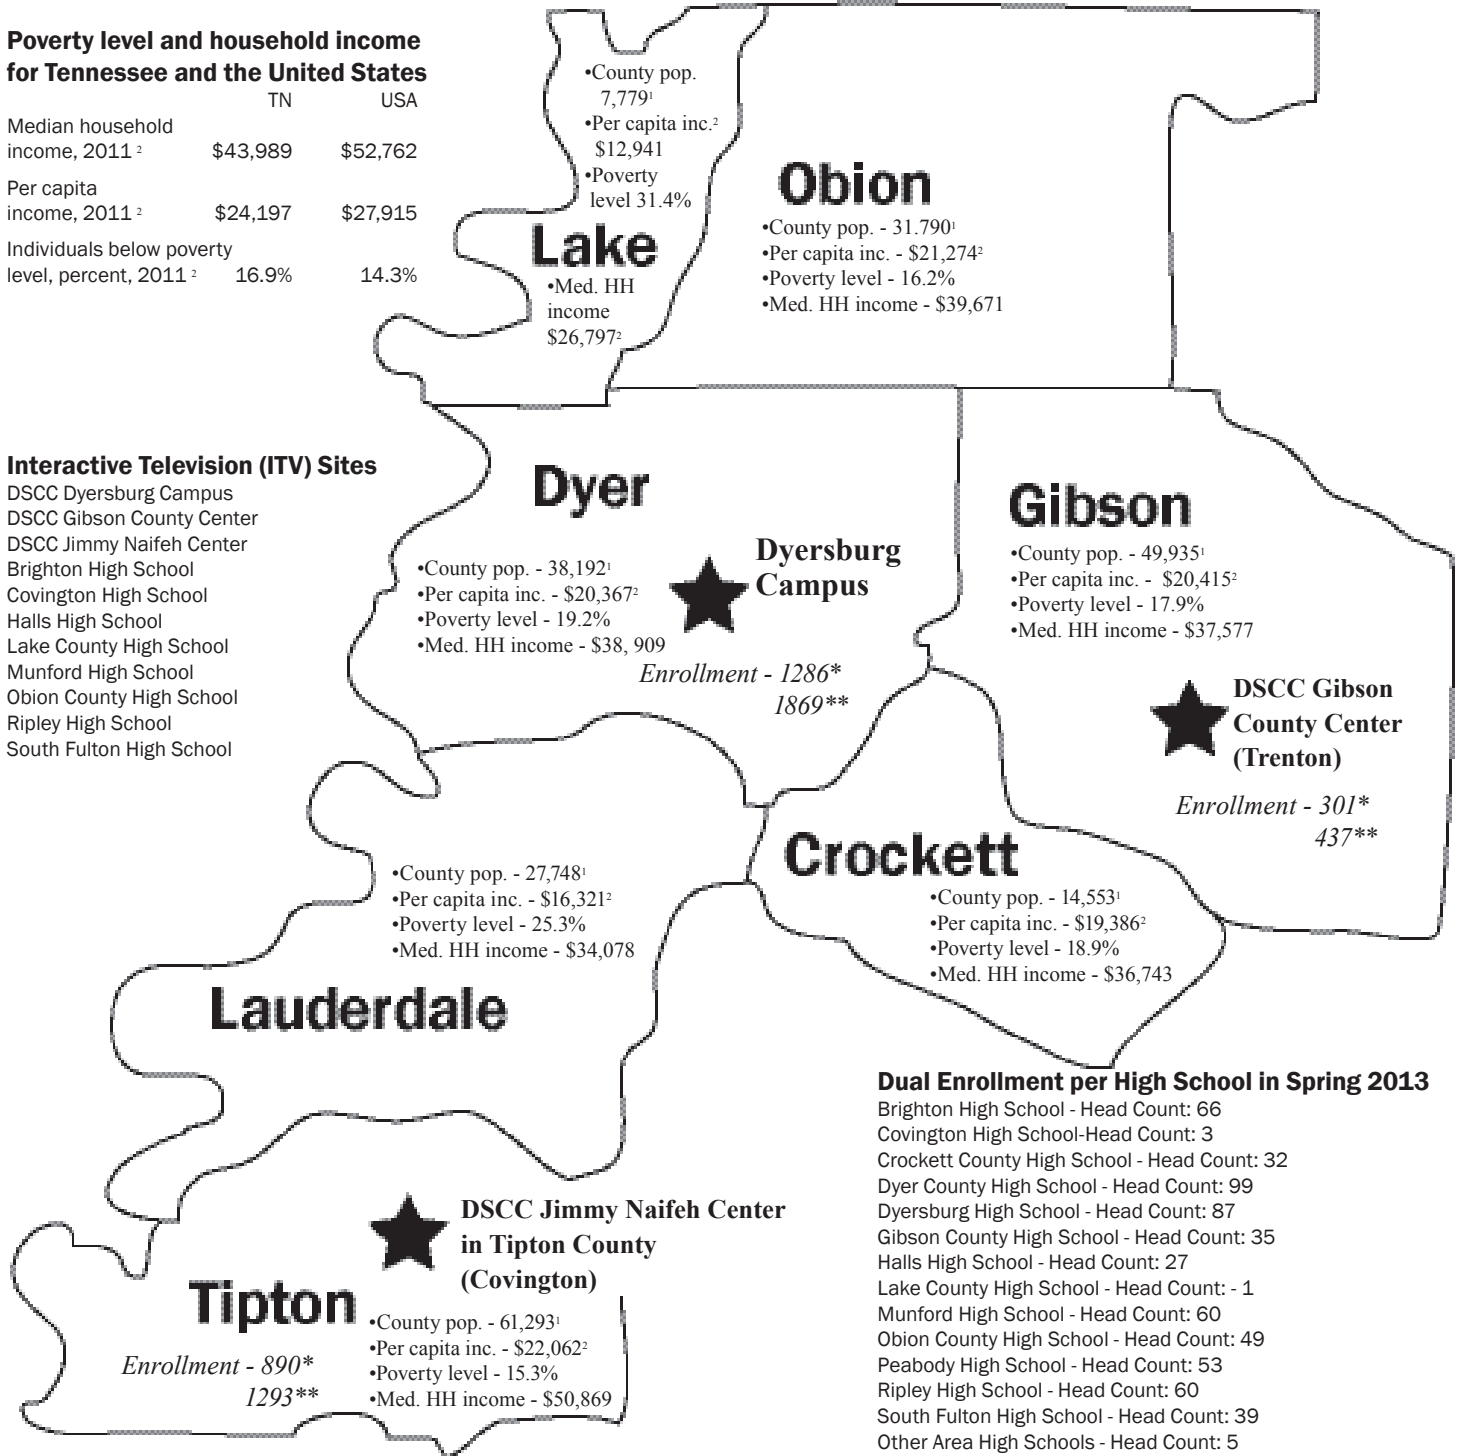 Poverty level and household income
for Tennessee and the United States
TN USA
Median household
income, 2011 ² $43,989 $52,762
Per capita
income, 2011 ² $24,197 $27,915
Individuals below poverty
level, percent, 2011 ² 16.9% 14.3%
•County pop.
7,779¹
•Per capita inc.²
$12,941
•Poverty
level 31.4%
Lake
•Med. HH
income
$26,797²
Obion
•County pop. - 31.790¹
•Per capita inc. - $21,274²
•Poverty level - 16.2%
•Med. HH income - $39,671
Interactive Television (ITV) Sites
DSCC Dyersburg Campus
DSCC Gibson County Center
DSCC Jimmy Naifeh Center
Brighton High School
Covington High School
Halls High School
Lake County High School
Munford High School
Obion County High School
Ripley High School
South Fulton High School
Dyer
•County pop. - 38,192¹
•Per capita inc. - $20,367²
•Poverty level - 19.2%
•Med. HH income - $38, 909
Dyersburg
Campus
Enrollment - 1286*
1869**
Gibson
•County pop. - 49,935¹
•Per capita inc. - $20,415²
•Poverty level - 17.9%
•Med. HH income - $37,577
DSCC Gibson
County Center
(Trenton)
Enrollment - 301*
437**
Crockett
•County pop. - 14,553¹
•Per capita inc. - $19,386²
•Poverty level - 18.9%
•Med. HH income - $36,743
•County pop. - 27,748¹
•Per capita inc. - $16,321²
•Poverty level - 25.3%
•Med. HH income - $34,078
Lauderdale
DSCC Jimmy Naifeh Center
in Tipton County
(Covington)
Tipton
•County pop. - 61,293¹
•Per capita inc. - $22,062²
•Poverty level - 15.3%
•Med. HH income - $50,869
Enrollment - 890*
1293**
Dual Enrollment per High School in Spring 2013
Brighton High School - Head Count: 66
Covington High School-Head Count: 3
Crockett County High School - Head Count: 32
Dyer County High School - Head Count: 99
Dyersburg High School - Head Count: 87
Gibson County High School - Head Count: 35
Halls High School - Head Count: 27
Lake County High School - Head Count: - 1
Munford High School - Head Count: 60
Obion County High School - Head Count: 49
Peabody High School - Head Count: 53
Ripley High School - Head Count: 60
South Fulton High School - Head Count: 39
Other Area High Schools - Head Count: 5